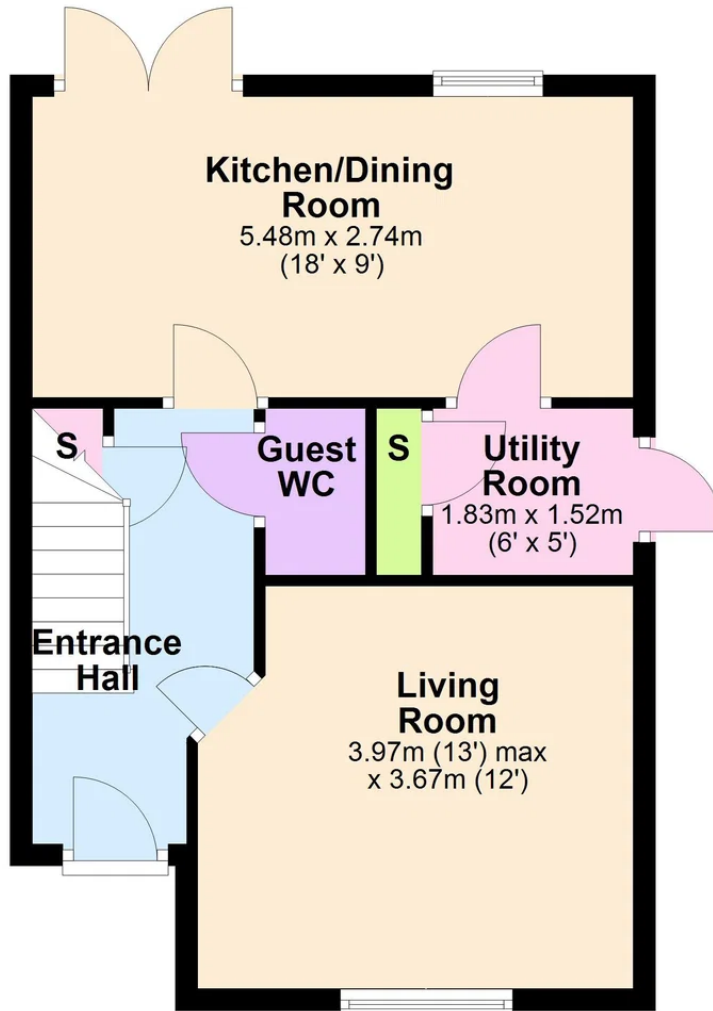 Kitchen/Dining
Room
5.48m x 2.74m
(18' x 9')
S
Guest
WC
S
Utility
Room
1.83m x 1.52m
(6' x 5')
Entrance
Hall
Living
Room
3.97m (13') max
x 3.67m (12')